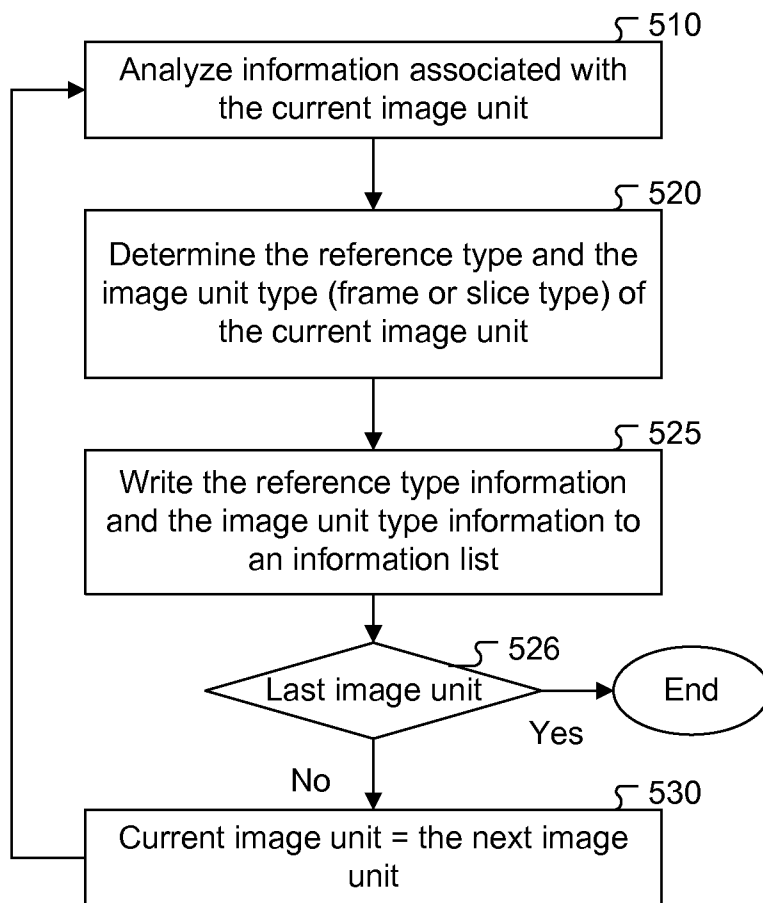 510
Analyze information associated with
the current image unit
520
Determine the reference type and the
image unit type (frame or slice type) of
the current image unit
525
Write the reference type information
and the image unit type information to
an information list
526
Last image unit
End
Yes
No
530
Current image unit = the next image
unit